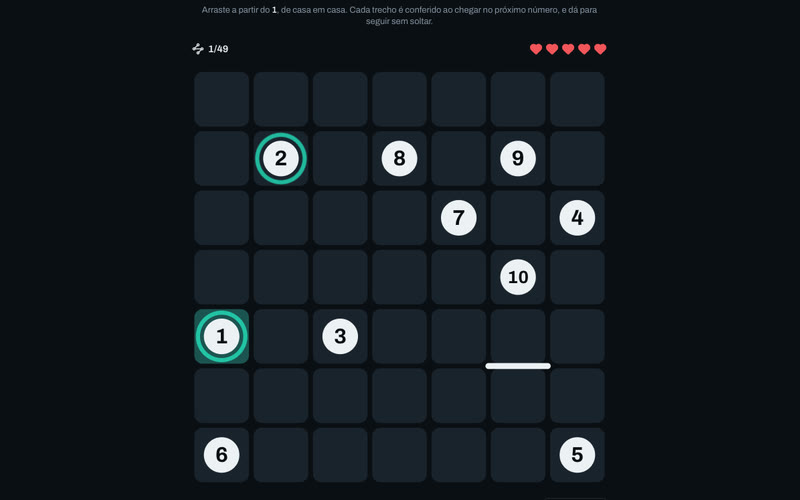 Arraste a partir do 1, de casa em casa. Cada trecho é conferido ao chegar no próximo número, e dá para
seguir sem soltar.
1/49
2 8 9
7 4
10
1 3
6 5